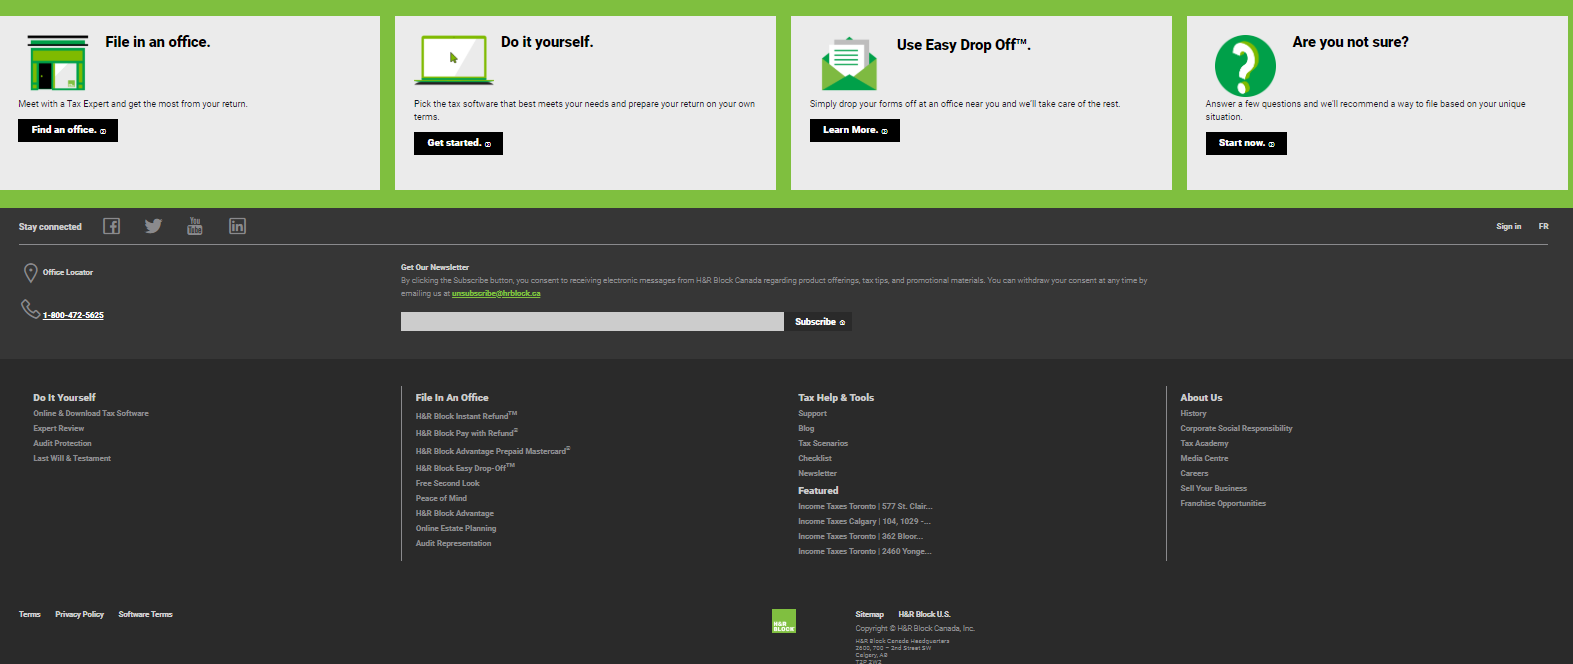 File in an office.
Meet with a Tax Expert and get the most from your return.
Find an office.
Do it yourself.
Pick the tax software that best meets your needs and prepare your return on your own
terms.
Get started.
Use Easy Drop Off™.
Simply drop your forms off at an office near you and we'll take care of the rest.
Learn More.
Are you not sure?
Answer a few questions and we'll recommend a way to file based on your unique
situation.
Start now.
Stay connected
You
Tube
in
Sign in FR
Office Locator
1-800-472-5625
Get Our Newsletter
By clicking the Subscribe button, you consent to receiving electronic messages from H&R Block Canada regarding product offerings, tax tips, and promotional materials. You can withdraw your consent at any time by
emailing us at unsubscribe@hrblock.ca
Subscribe
Do It Yourself
Online & Download Tax Software
Expert Review
Audit Protection
Last Will & Testament
File In An Office
H&R Block Instant Refund™
H&R Block Pay with Refund®
H&R Block Advantage Prepaid Mastercard®
H&R Block Easy Drop-Off™
Free Second Look
Peace of Mind
H&R Block Advantage
Online Estate Planning
Audit Representation
Tax Help & Tools
Support
Blog
Tax Scenarios
Checklist
Newsletter
Featured
Income Taxes Toronto | 577 St. Clair...
Income Taxes Calgary | 104, 1029 -...
Income Taxes Toronto | 362 Bloor...
Income Taxes Toronto | 2460 Yonge...
About Us
History
Corporate Social Responsibility
Tax Academy
Media Centre
Careers
Sell Your Business
Franchise Opportunities
Terms Privacy Policy Software Terms
H&R
BLOCK
Sitemap H&R Block U.S.
Copyright © H&R Block Canada, Inc.
H&R Block Canada Headquarters
2600, 700 – 2nd Street SW
Calgary, AB
T2P 2W2